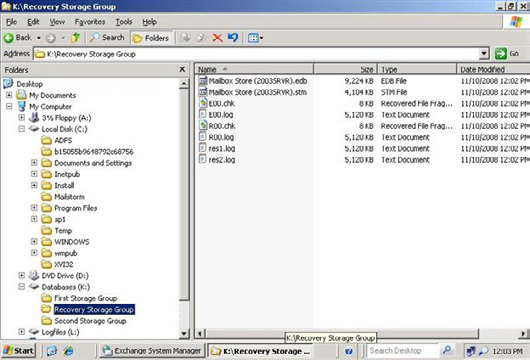 K:\Recovery Storage Group
File Edit View Favorites Tools Help
Back Search Folders
Address K:\Recovery Storage Group Go
Folders
Desktop
My Documents
My Computer
3½ Floppy (A:)
Local Disk (C:)
ADFS
b15055b9648792c68756
Documents and Settings
Inetpub
Install
Mailstorm
Program Files
sp1
Temp
WINDOWS
wmpub
XVI32
DVD Drive (D:)
Databases (K:)
First Storage Group
Recovery Storage Group
Second Storage Group
Logfiles (L:)
Name Size Type Date Modified
Mailbox Store (2003SRVR).edb 9,224 KB EDB File 11/10/2008 12:02 PM
Mailbox Store (2003SRVR).stm 4,104 KB STM File 11/10/2008 12:02 PM
E00.chk 8 KB Recovered File Frag... 11/10/2008 12:02 PM
E00.log 5,120 KB Text Document 11/10/2008 12:02 PM
R00.chk 8 KB Recovered File Frag... 11/10/2008 12:02 PM
R00.log 5,120 KB Text Document 11/10/2008 12:02 PM
res1.log 5,120 KB Text Document 11/10/2008 12:02 PM
res2.log 5,120 KB Text Document 11/10/2008 12:02 PM
K:\Recovery Storage Group
Start Exchange System Manager K:\Recovery Storage ... Search Desktop 12:03 PM